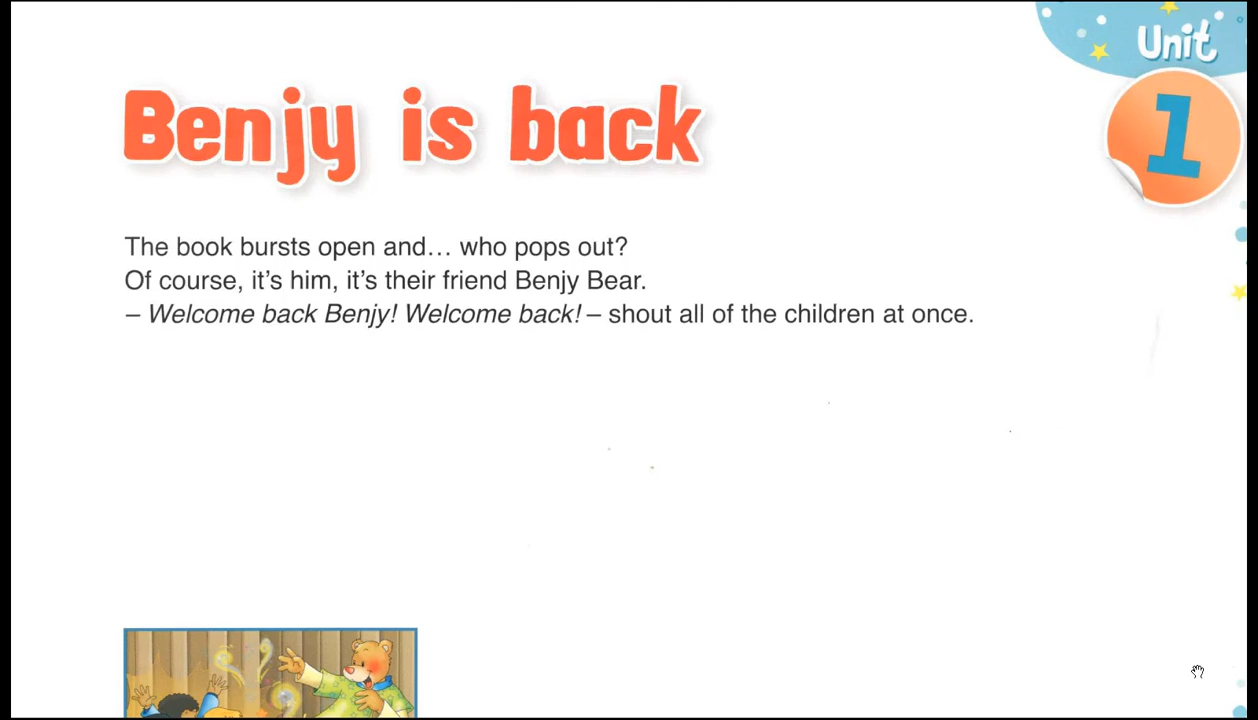 Unit
1
Benjy is back
The book bursts open and… who pops out?
Of course, it’s him, it’s their friend Benjy Bear.
– Welcome back Benjy! Welcome back! – shout all of the children at once.